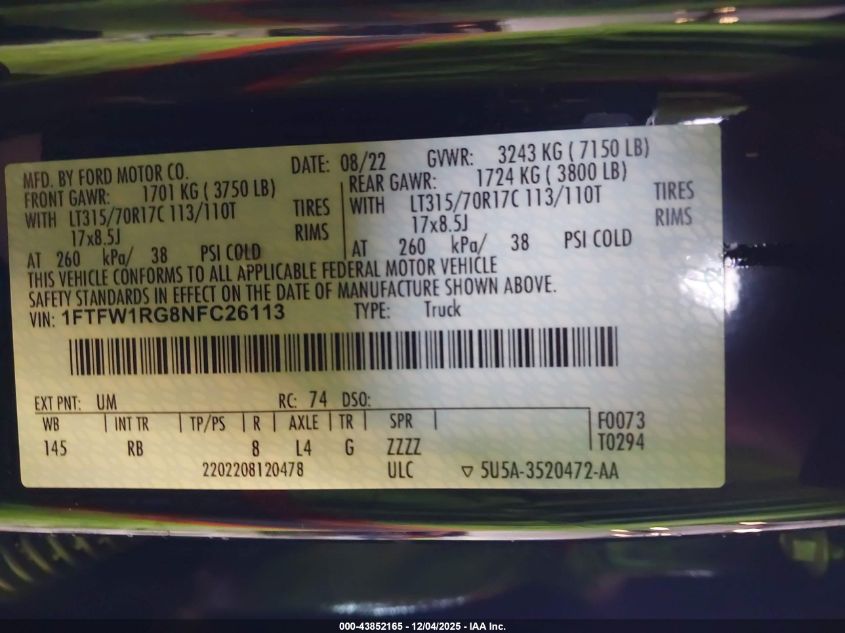 MFD. BY FORD MOTOR CO. DATE: 08/22 GVWR: 3243 KG ( 7150 LB)
FRONT GAWR: 1701 KG ( 3750 LB) REAR GAWR: 1724 KG ( 3800 LB)
WITH LT315/70R17C 113/110T TIRES WITH LT315/70R17C 113/110T TIRES
17x8.5J RIMS 17x8.5J RIMS
AT 260 kPa/ 38 PSI COLD AT 260 kPa/ 38 PSI COLD
THIS VEHICLE CONFORMS TO ALL APPLICABLE FEDERAL MOTOR VEHICLE
SAFETY STANDARDS IN EFFECT ON THE DATE OF MANUFACTURE SHOWN ABOVE.
VIN: 1FTFW1RG8NFC26113 TYPE: Truck
EXT PNT: UM RC: 74 DSO:
WB INT TR TP/PS R AXLE TR SPR F0073
145 RB 8 L4 G ZZZZ T0294
2202208120478 ULC ▽ 5U5A-3520472-AA
000-43852165 - 12/04/2025 - IAA Inc.